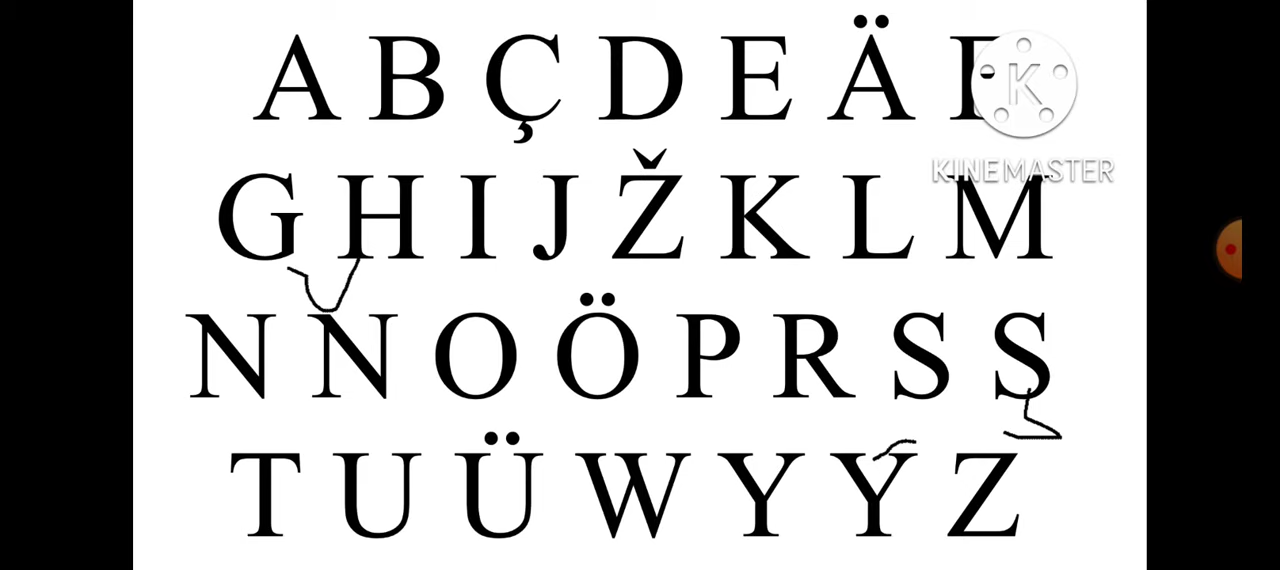 A B Ç D E Ä F
K
KINEMASTER
G H I J Ž K L M
N Ň O Ö P R S Ş
T U Ü W Y Ý Z